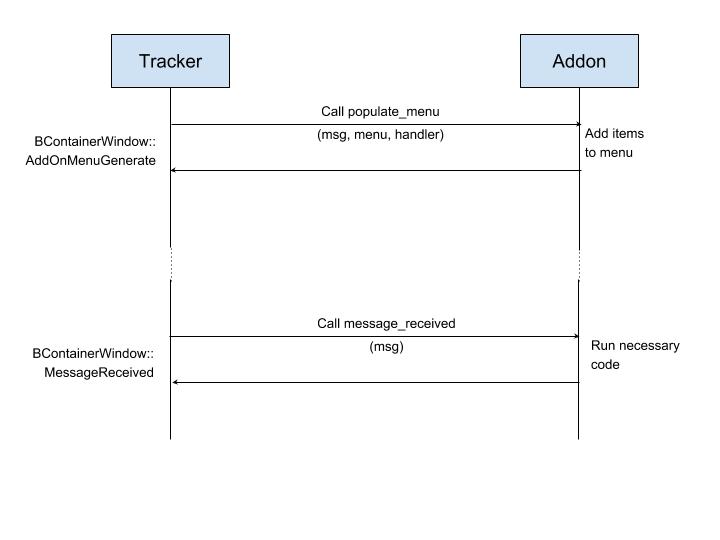 Tracker
Addon
Call populate_menu
(msg, menu, handler)
BContainerWindow::
AddOnMenuGenerate
Add items
to menu
Call message_received
(msg)
BContainerWindow::
MessageReceived
Run necessary
code